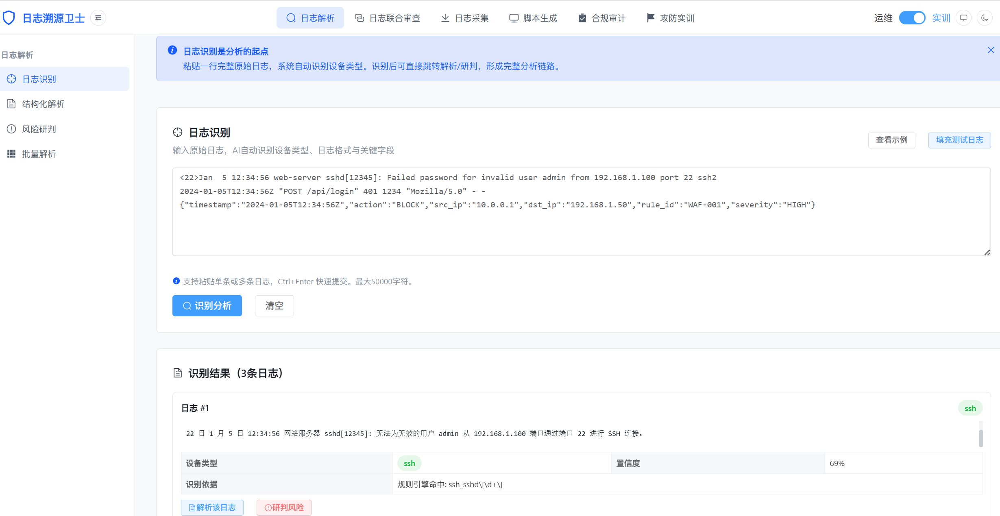 日志溯源卫士
日志解析
日志联合审查
日志采集
脚本生成
合规审计
攻防实训
运维
实训
日志解析
日志识别
结构化解析
风险研判
批量解析
日志识别是分析的起点
粘贴一行完整原始日志，系统自动识别设备类型。识别后可直接跳转解析/研判，形成完整分析链路。
日志识别
输入原始日志，AI自动识别设备类型、日志格式与关键字段
查看示例
填充测试日志
<22>Jan  5 12:34:56 web-server sshd[12345]: Failed password for invalid user admin from 192.168.1.100 port 22 ssh2
2024-01-05T12:34:56Z "POST /api/login" 401 1234 "Mozilla/5.0" - -
{"timestamp":"2024-01-05T12:34:56Z","action":"BLOCK","src_ip":"10.0.0.1","dst_ip":"192.168.1.50","rule_id":"WAF-001","severity":"HIGH"}
支持粘贴单条或多条日志，Ctrl+Enter 快速提交。最大50000字符。
识别分析
清空
识别结果（3条日志）
日志 #1
ssh
22 日 1 月 5 日 12:34:56 网络服务器 sshd[12345]: 无法为无效的用户 admin 从 192.168.1.100 端口通过端口 22 进行 SSH 连接。
设备类型
ssh
置信度
69%
识别依据
规则引擎命中: ssh_sshd\[\d+\]
解析该日志
研判风险